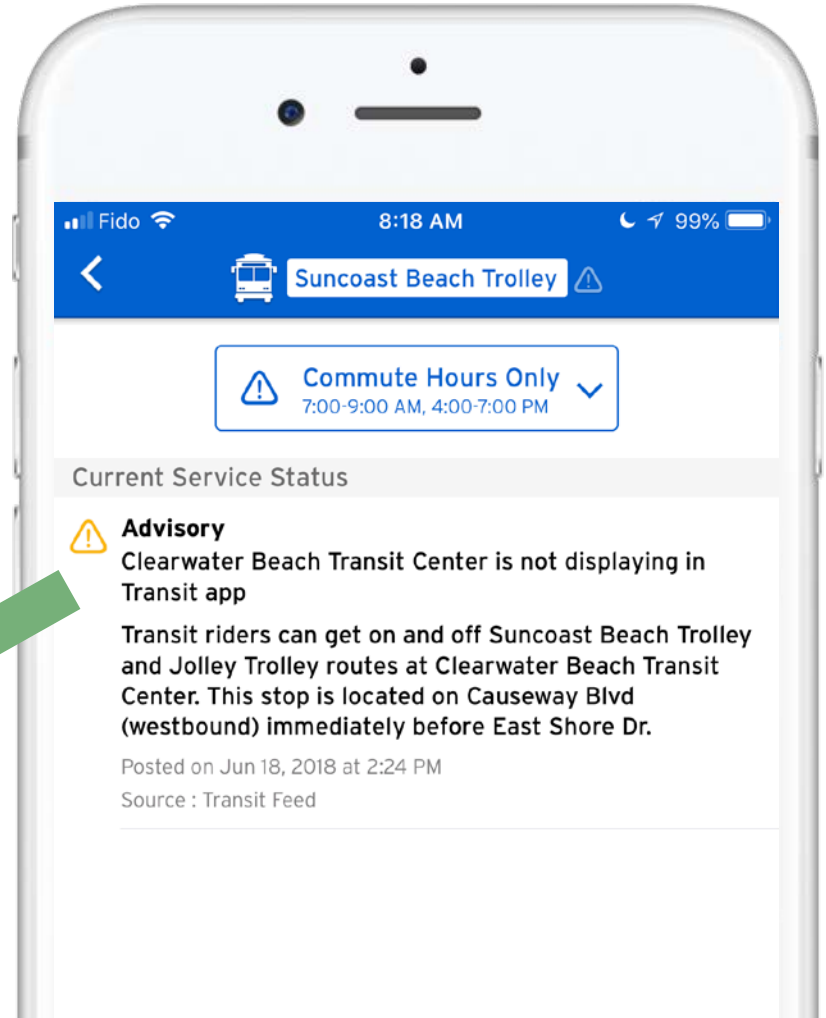 Fido 8:18 AM 99%
Suncoast Beach Trolley
Commute Hours Only
7:00-9:00 AM, 4:00-7:00 PM
Current Service Status
Advisory
Clearwater Beach Transit Center is not displaying in
Transit app
Transit riders can get on and off Suncoast Beach Trolley
and Jolley Trolley routes at Clearwater Beach Transit
Center. This stop is located on Causeway Blvd
(westbound) immediately before East Shore Dr.
Posted on Jun 18, 2018 at 2:24 PM
Source : Transit Feed